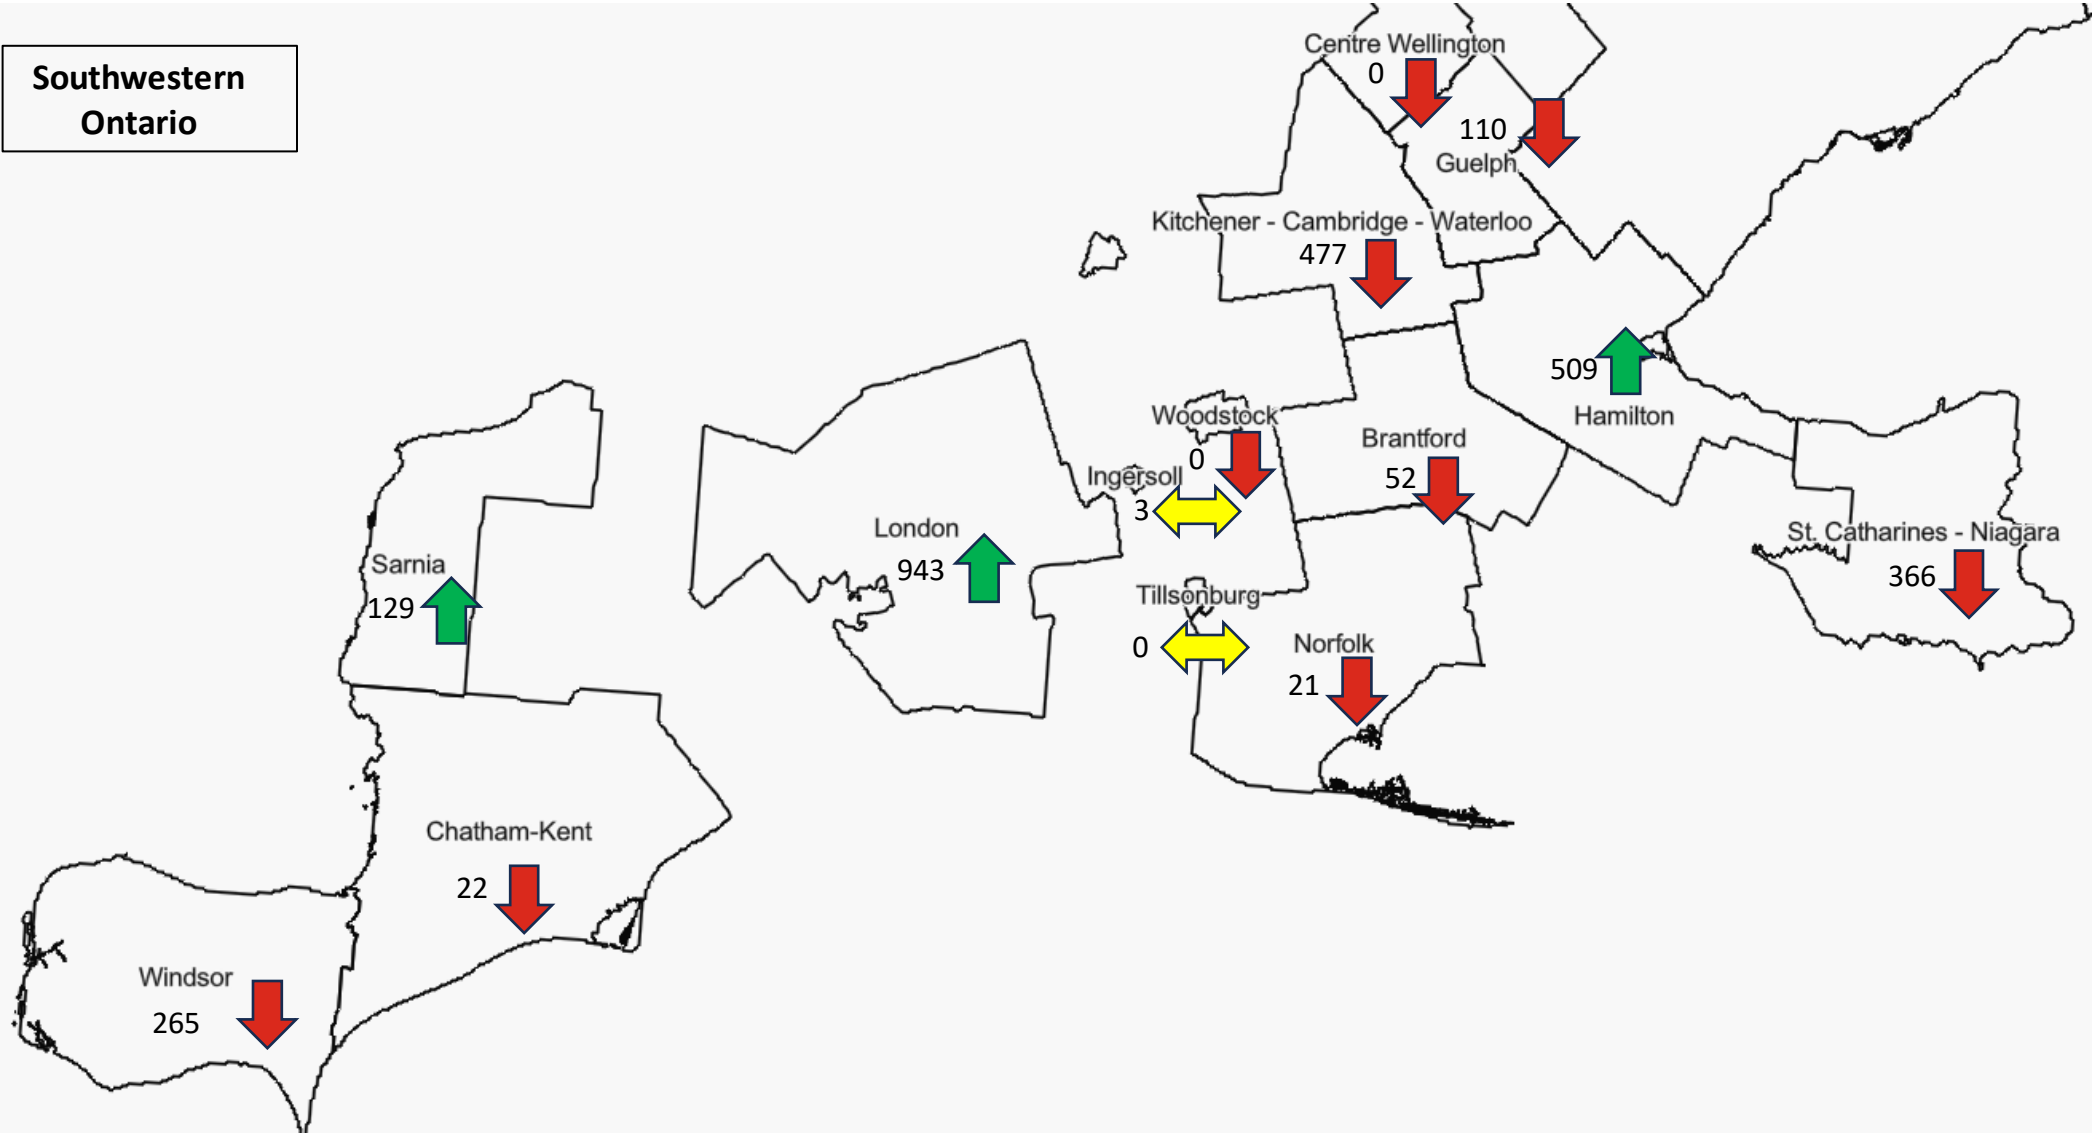 Southwestern
Ontario
Centre Wellington
0
110
Guelph
Kitchener - Cambridge - Waterloo
477
509
Hamilton
Woodstock
0
Brantford
52
Ingersoll
3
London
943
St. Catharines - Niagara
366
Sarnia
129
Tillsonburg
0
Norfolk
21
Chatham-Kent
22
Windsor
265